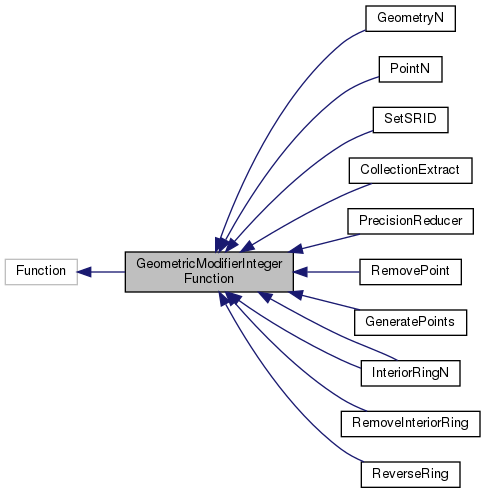 GeometryN
PointN
SetSRID
CollectionExtract
PrecisionReducer
Function
GeometricModifierInteger
Function
RemovePoint
GeneratePoints
InteriorRingN
RemoveInteriorRing
ReverseRing